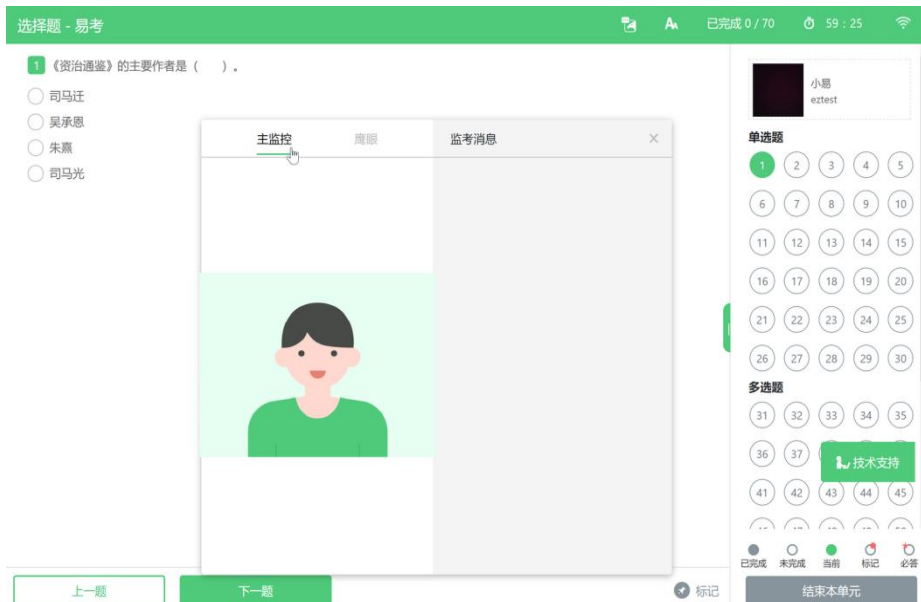 选择题 - 易考
已完成 0 / 70
59 : 25
1 《资治通鉴》的主要作者是（ ）。
司马迁
吴承恩
朱熹
司马光
主监控
鹰眼
监考消息
小易
eztest
单选题
1 2 3 4 5
6 7 8 9 10
11 12 13 14 15
16 17 18 19 20
21 22 23 24 25
26 27 28 29 30
多选题
31 32 33 34 35
36 37
技术支持
41 42 43 44 45
已完成 未完成 当前 标记 必答
上一题
下一题
标记
结束本单元